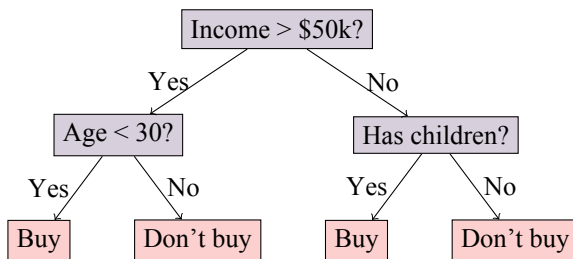 Income > $50k?
Yes
No
Age < 30?
Has children?
Yes
No
Yes
No
Buy
Don’t buy
Buy
Don’t buy